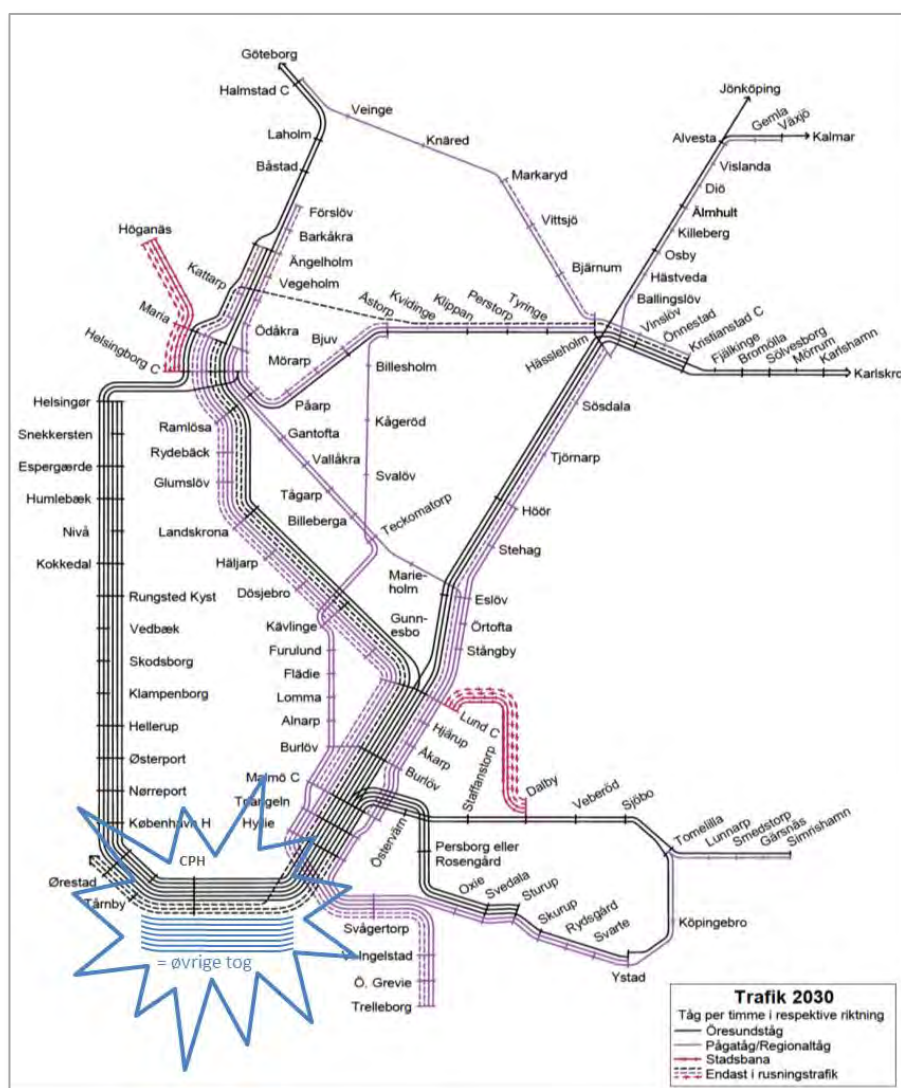 Göteborg
Halmstad C
Laholm
Båstad
Veinge
Knäred
Markaryd
Vittsjö
Bjärnum
Jönköping
Alvesta
Gemla
Växjö
Kalmar
Vislanda
Diö
Älmhult
Killeberg
Osby
Hästveda
Ballingslöv
Vinslöv
Önnestad
Kristianstad C
Fjälkinge
Bromölla
Sölvesborg
Mörrum
Karlshamn
Karlskro
Höganäs
Förslöv
Barkåkra
Ängelholm
Vegeholm
Kattarp
Maria
Ödåkra
Helsingborg C
Mörarp
Bjuv
Åstorp
Kvidinge
Klippan
Perstorp
Tyringe
Hässleholm
Påarp
Billesholm
Kågeröd
Svalöv
Teckomatorp
Gantofta
Vallåkra
Tågarp
Billeberga
Ramlösa
Rydebäck
Glumslöv
Landskrona
Häljarp
Dösjebro
Kävlinge
Furulund
Flädie
Lomma
Alnarp
Burlöv
Marie-
holm
Gunn-
esbo
Sösdala
Tjörnarp
Höör
Stehag
Eslöv
Örtofta
Stångby
Lund C
Hjärup
Åkarp
Burlöv
Staffanstorp
Dalby
Veberöd
Sjöbo
Tomelilla
Lunnarp
Smedstorp
Gärsnäs
Simrishamn
Helsingør
Snekkersten
Espergærde
Humlebæk
Nivå
Kokkedal
Rungsted Kyst
Vedbæk
Skodsborg
Klampenborg
Hellerup
Østerport
Nørreport
København H
Ørestad
Tårnby
CPH
= øvrige tog
Malmö C
Triangeln
Hyllie
Östervärn
Persborg eller
Rosengård
Oxie
Svedala
Sturup
Skurup
Rydsgård
Svarte
Ystad
Köpingebro
Svågertorp
V. Ingelstad
Ö. Grevie
Trelleborg
Trafik 2030
Tåg per timme i respektive riktning
Öresundståg
Pågatåg/Regionaltåg
Stadsbana
Endast i rusningstrafik